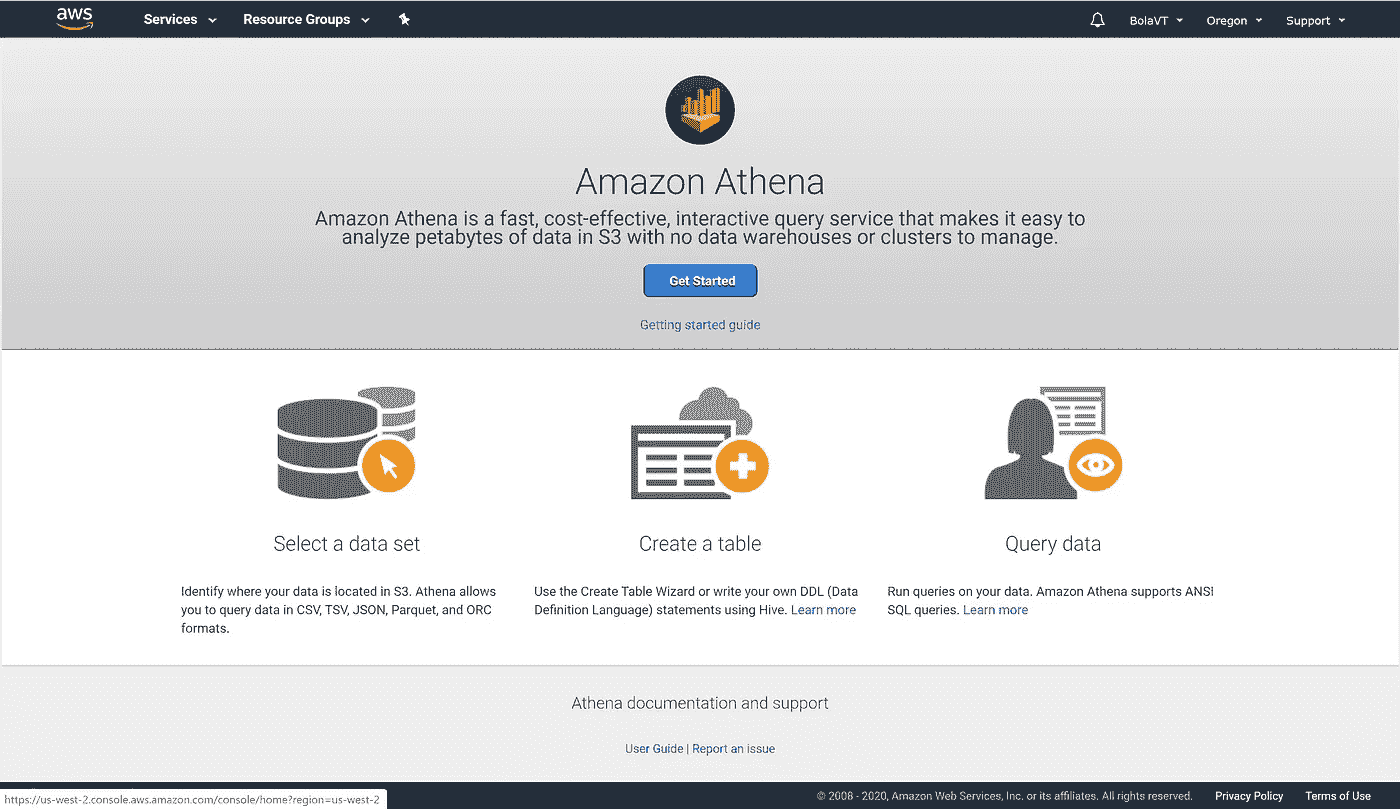 aws
Services
Resource Groups
BolaVT
Oregon
Support
Amazon Athena
Amazon Athena is a fast, cost-effective, interactive query service that makes it easy to
analyze petabytes of data in S3 with no data warehouses or clusters to manage.
Get Started
Getting started guide
Select a data set
Identify where your data is located in S3. Athena allows
you to query data in CSV, TSV, JSON, Parquet, and ORC
formats.
Create a table
Use the Create Table Wizard or write your own DDL (Data
Definition Language) statements using Hive. Learn more
Query data
Run queries on your data. Amazon Athena supports ANSI
SQL queries. Learn more
Athena documentation and support
User Guide | Report an issue
https://us-west-2.console.aws.amazon.com/console/home?region=us-west-2
© 2008 - 2020, Amazon Web Services, Inc. or its affiliates. All rights reserved.
Privacy Policy
Terms of Use